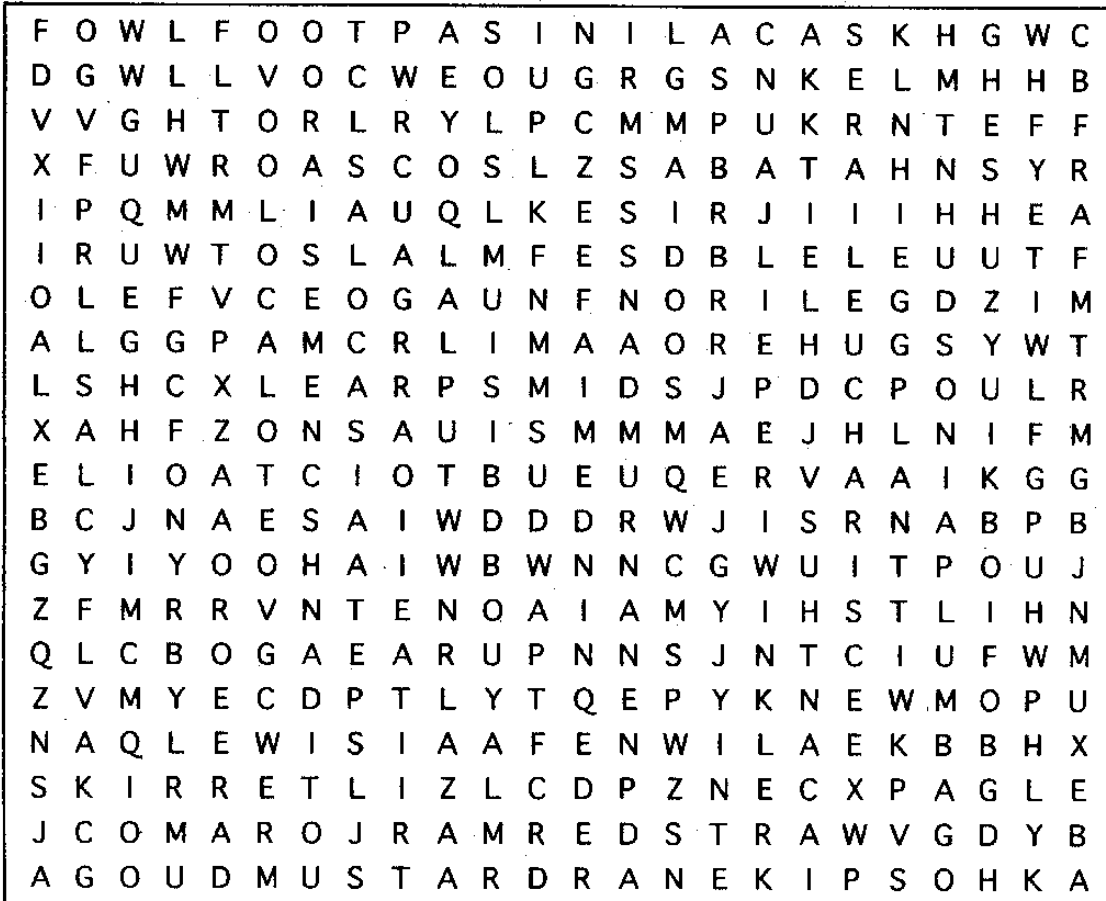 F O W L F O O T P A S I N I L A C A S K H G W C
D G W L L V O C W E O U G R G S N K E L M H H B
V V G H T O R L R Y L P C M M P U K R N T E F F
X F U W R O A S C O S L Z S A B A T A H N S Y R
I P Q M M L I A U Q L K E S I R J I I I H H E A
I R U W T O S L A L M F E S D B L E L E U U T F
O L E F V C E O G A U N F N O R I L E G D Z I M
A L G G P A M C R L I M A A O R E H U G S Y W T
L S H C X L E A R P S M I D S J P D C P O U L R
X A H F Z O N S A U I S M M M A E J H L N I F M
E L I O A T C I O T B U E U Q E R V A A I K G G
B C J N A E S A I W D D D R W J I S R N A B P B
G Y I Y O O H A I W B W N N C G W U I T P O U J
Z F M R R V N T E N O A I A M Y I H S T L I H N
Q L C B O G A E A R U P N N S J N T C I U F W M
Z V M Y E C D P T L Y T Q E P Y K N E W M O P U
N A Q L E W I S I A A F E N W I L A E K B B H X
S K I R R E T L I Z L C D P Z N E C X P A G L E
J C O M A R O J R A M R E D S T R A W V G D Y B
A G O U D M U S T A R D R A N E K I P S O H K A